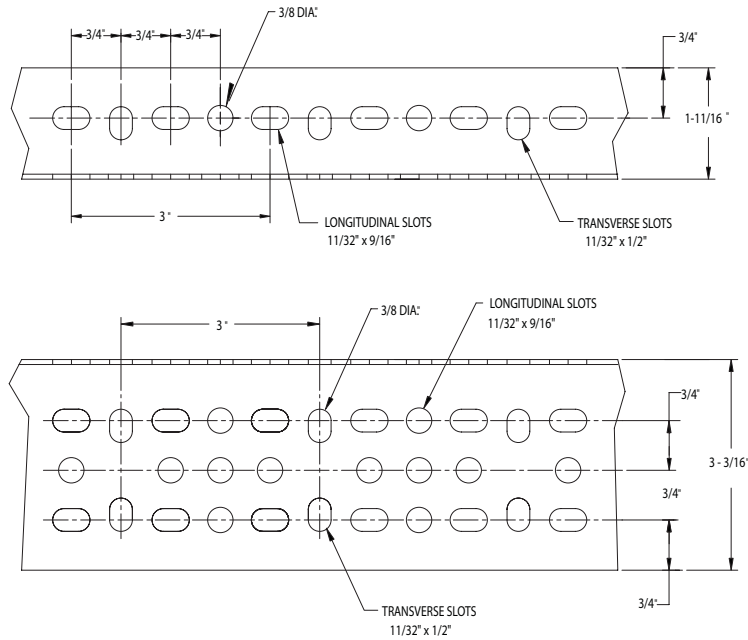 3/8 DIA."
3/4" 3/4" 3/4"
3/4"
1-11/16 "
3 "
LONGITUDINAL SLOTS
11/32" x 9/16"
TRANSVERSE SLOTS
11/32" x 1/2"
3 "
3/8 DIA."
LONGITUDINAL SLOTS
11/32" x 9/16"
3/4"
3 - 3/16"
3/4"
3/4"
TRANSVERSE SLOTS
11/32" x 1/2"